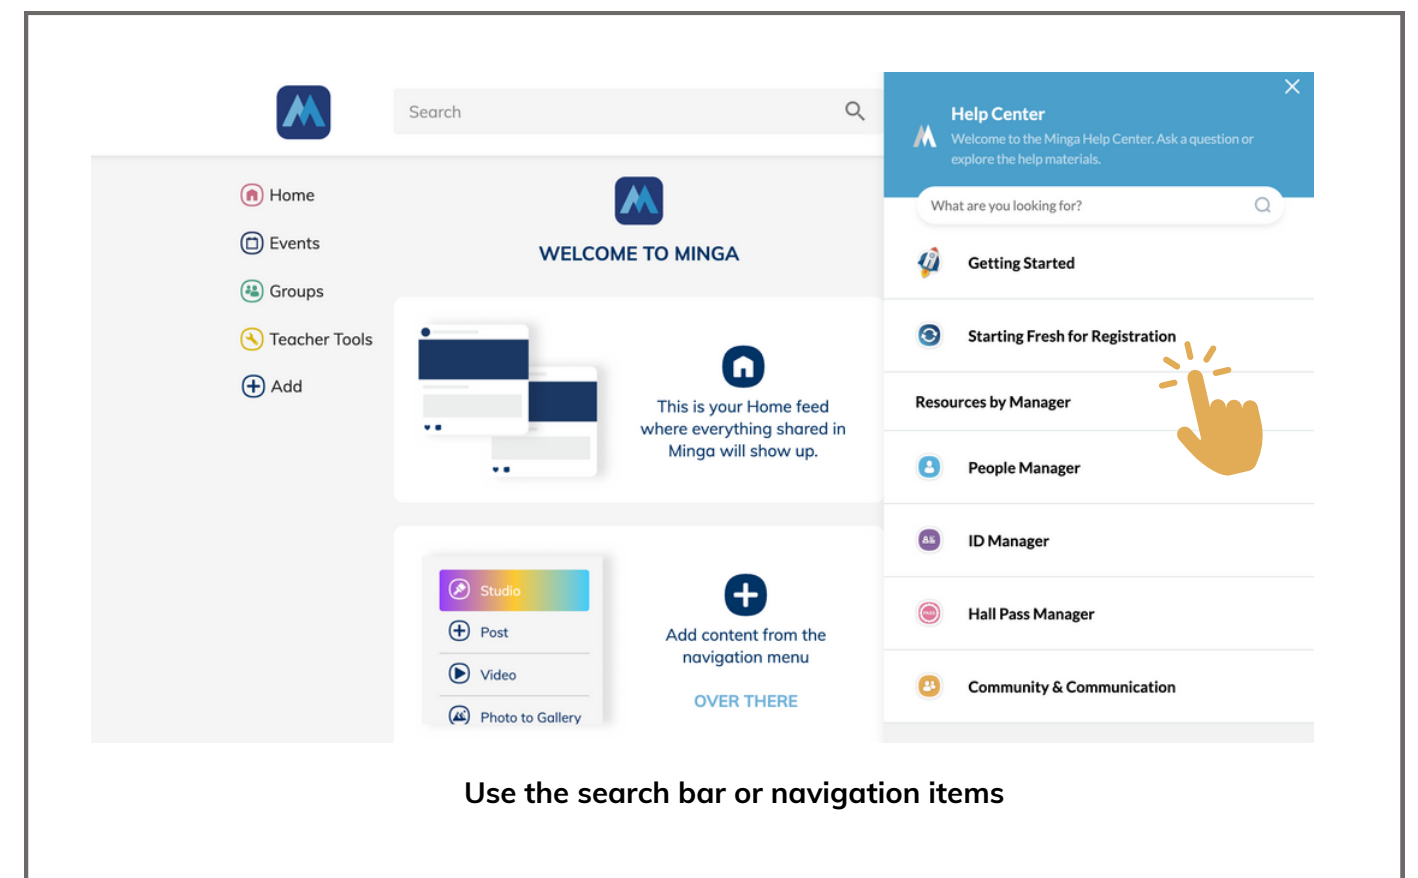 Search
Home
Events
Groups
Teacher Tools
Add
WELCOME TO MINGA
This is your Home feed
where everything shared in
Minga will show up.
Studio
Post
Video
Photo to Gallery
Add content from the
navigation menu
OVER THERE
Help Center
Welcome to the Minga Help Center. Ask a question or
explore the help materials.
What are you looking for?
Getting Started
Starting Fresh for Registration
Resources by Manager
People Manager
ID Manager
PASS
Hall Pass Manager
Community & Communication
Use the search bar or navigation items